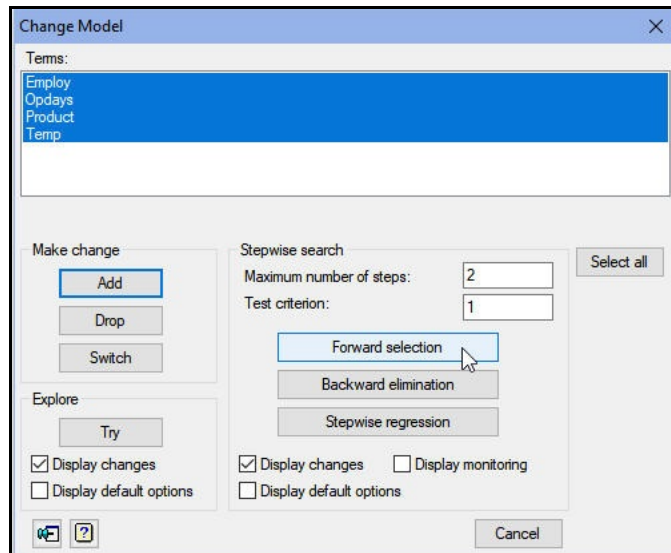 Change Model
Terms:
Employ
Opdays
Product
Temp
Make change
Add
Drop
Switch
Explore
Try
Display changes
Display default options
Stepwise search
Maximum number of steps: 2
Test criterion: 1
Forward selection
Backward elimination
Stepwise regression
Display changes Display monitoring
Display default options
Select all
?
Cancel